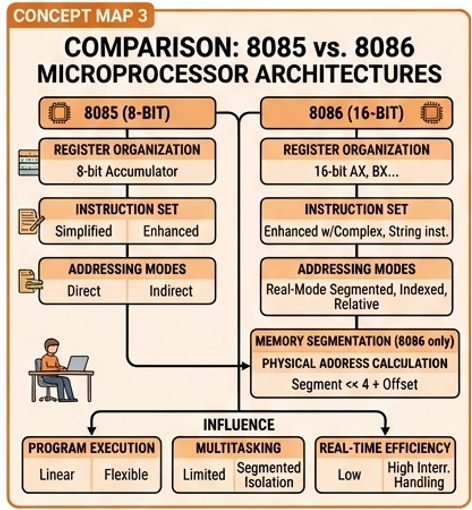 CONCEPT MAP 3
COMPARISON: 8085 vs. 8086
MICROPROCESSOR ARCHITECTURES
8085 (8-BIT)
REGISTER ORGANIZATION
8-bit Accumulator
INSTRUCTION SET
Simplified Enhanced
ADDRESSING MODES
Direct Indirect
8086 (16-BIT)
REGISTER ORGANIZATION
16-bit AX, BX...
INSTRUCTION SET
Enhanced w/Complex, String inst.
ADDRESSING MODES
Real-Mode Segmented, Indexed,
Relative
MEMORY SEGMENTATION (8086 only)
PHYSICAL ADDRESS CALCULATION
Segment << 4 + Offset
INFLUENCE
PROGRAM EXECUTION
Linear Flexible
MULTITASKING
Limited Segmented
Isolation
REAL-TIME EFFICIENCY
Low High Interr.
Handling